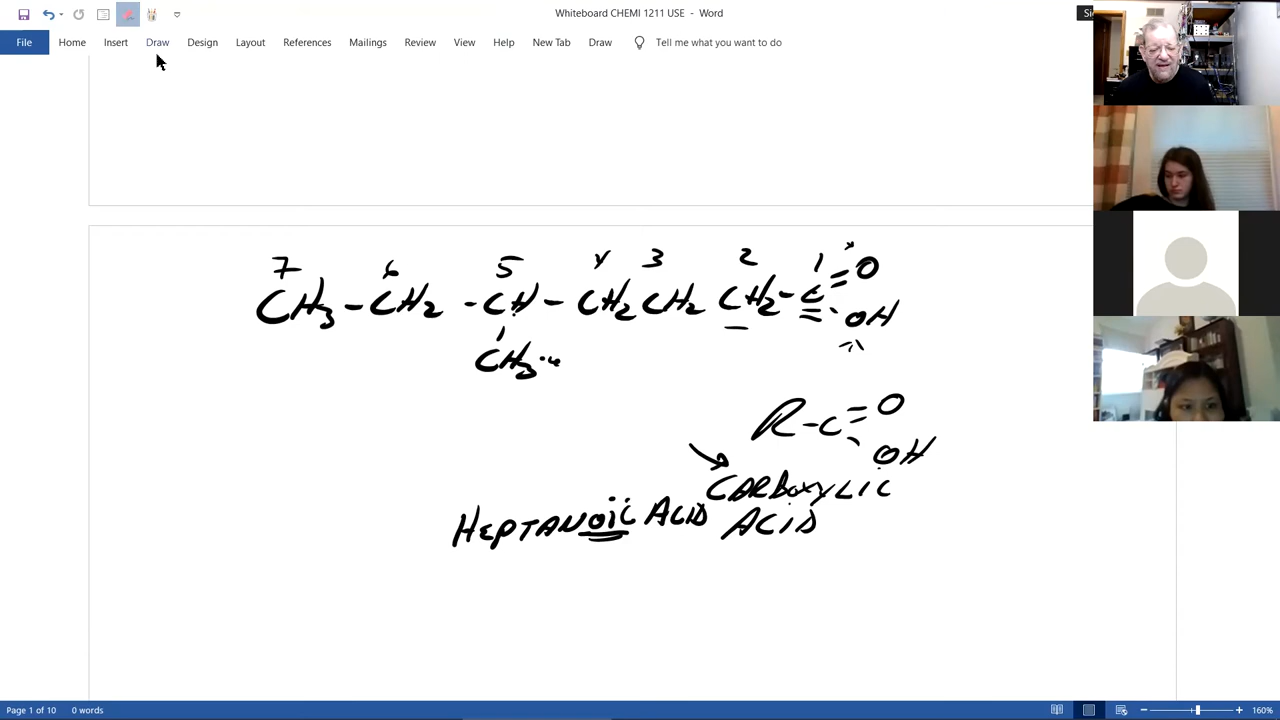 Whiteboard CHEMI 1211 USE - Word
File Home Insert Draw Design Layout References Mailings Review View Help New Tab Draw Tell me what you want to do
7 6 5 4 3 2 1
CH3 - CH2 - CH - CH2 CH2 CH2 - C = O
- OH
CH3
R - C = O
OH
CARBOXYLIC
HEPTANOIC ACID ACID
Page 1 of 10 0 words 160%